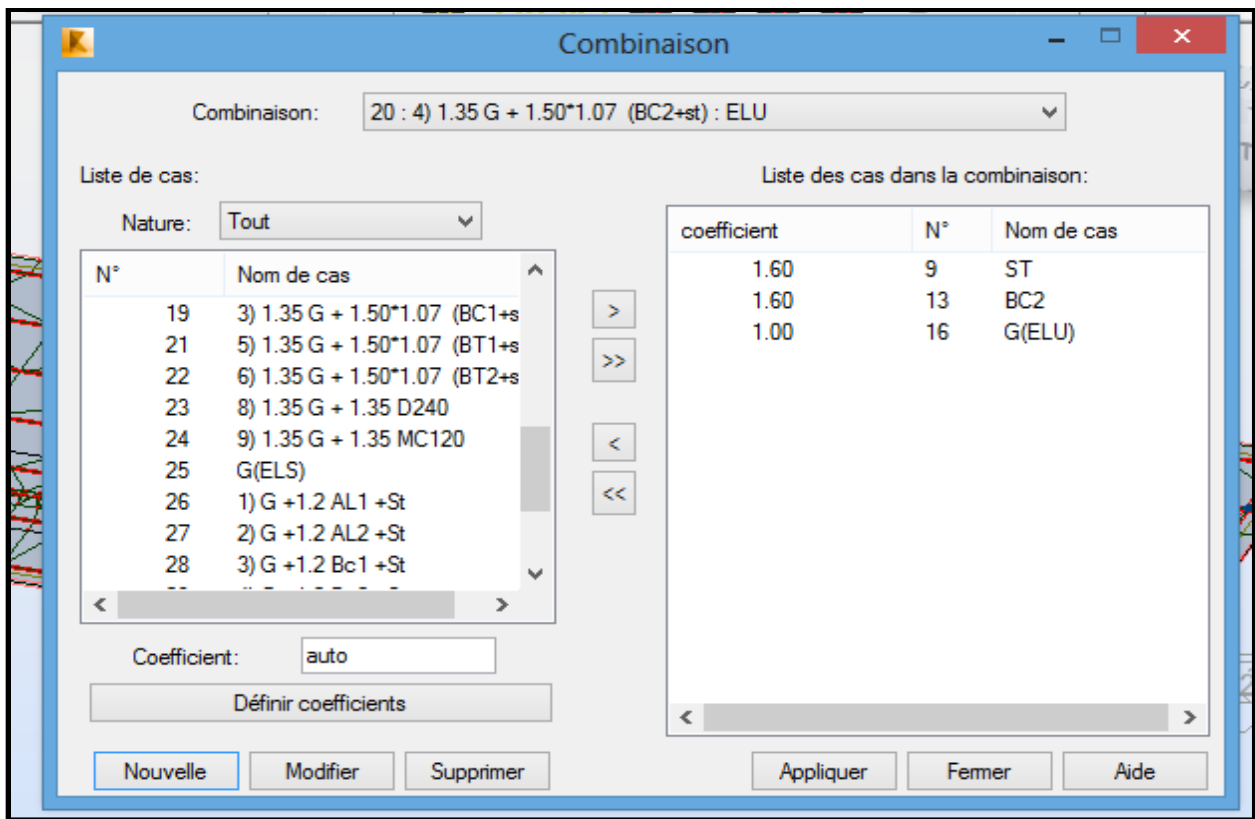 Combinaison
Combinaison: 20 : 4) 1.35 G + 1.50*1.07 (BC2+st) : ELU
Liste de cas:
Nature: Tout
N° Nom de cas
19 3) 1.35 G + 1.50*1.07 (BC1+s
21 5) 1.35 G + 1.50*1.07 (BT1+s
22 6) 1.35 G + 1.50*1.07 (BT2+s
23 8) 1.35 G + 1.35 D240
24 9) 1.35 G + 1.35 MC120
25 G(ELS)
26 1) G +1.2 AL1 +St
27 2) G +1.2 AL2 +St
28 3) G +1.2 Bc1 +St
Coefficient: auto
Définir coefficients
Nouvelle Modifier Supprimer
>
>>
<
<<
Liste des cas dans la combinaison:
coefficient N° Nom de cas
1.60 9 ST
1.60 13 BC2
1.00 16 G(ELU)
Appliquer Fermer Aide